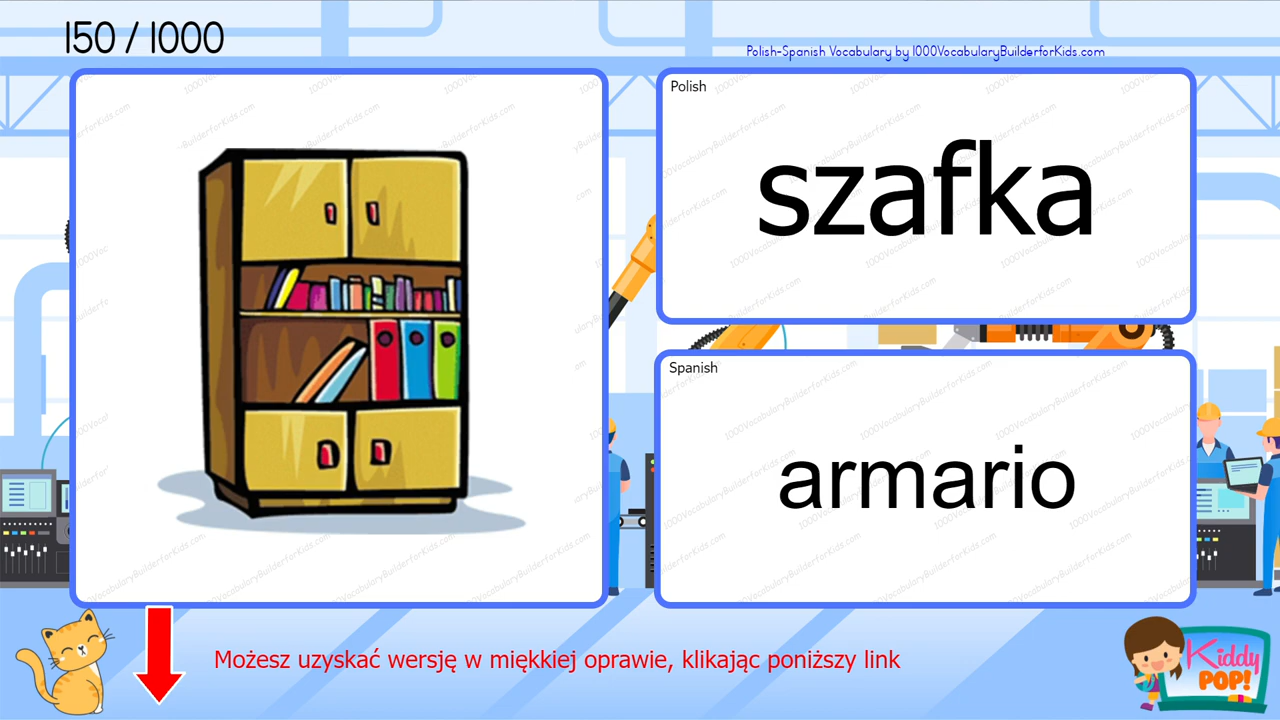 150 / 1000
Polish-Spanish Vocabulary by 1000VocabularyBuilderforKids.com
Polish
szafka
Spanish
armario
Możesz uzyskać wersję w miękkiej oprawie, klikając poniższy link
Kiddy
POP!